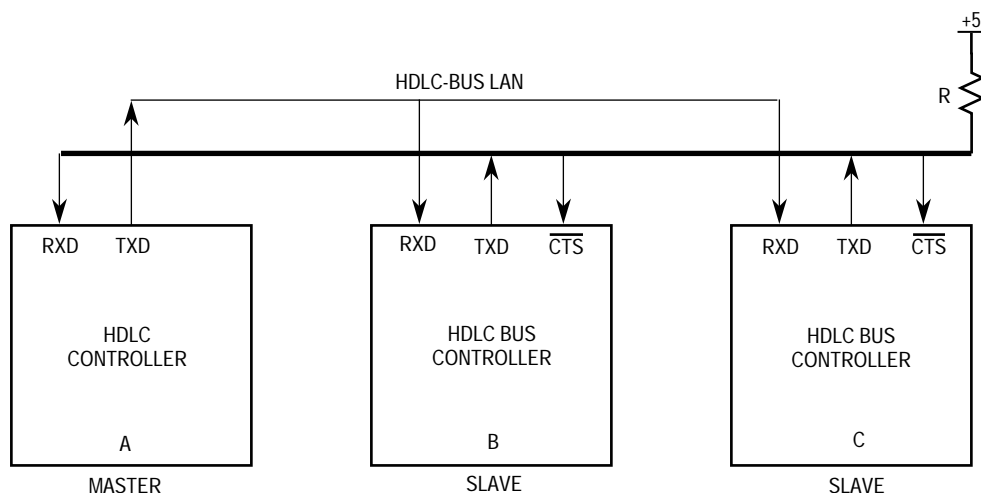 +5
HDLC-BUS LAN
R
RXD TXD
RXD TXD CTS
RXD TXD CTS
HDLC
CONTROLLER
A
MASTER
HDLC BUS
CONTROLLER
B
SLAVE
HDLC BUS
CONTROLLER
C
SLAVE